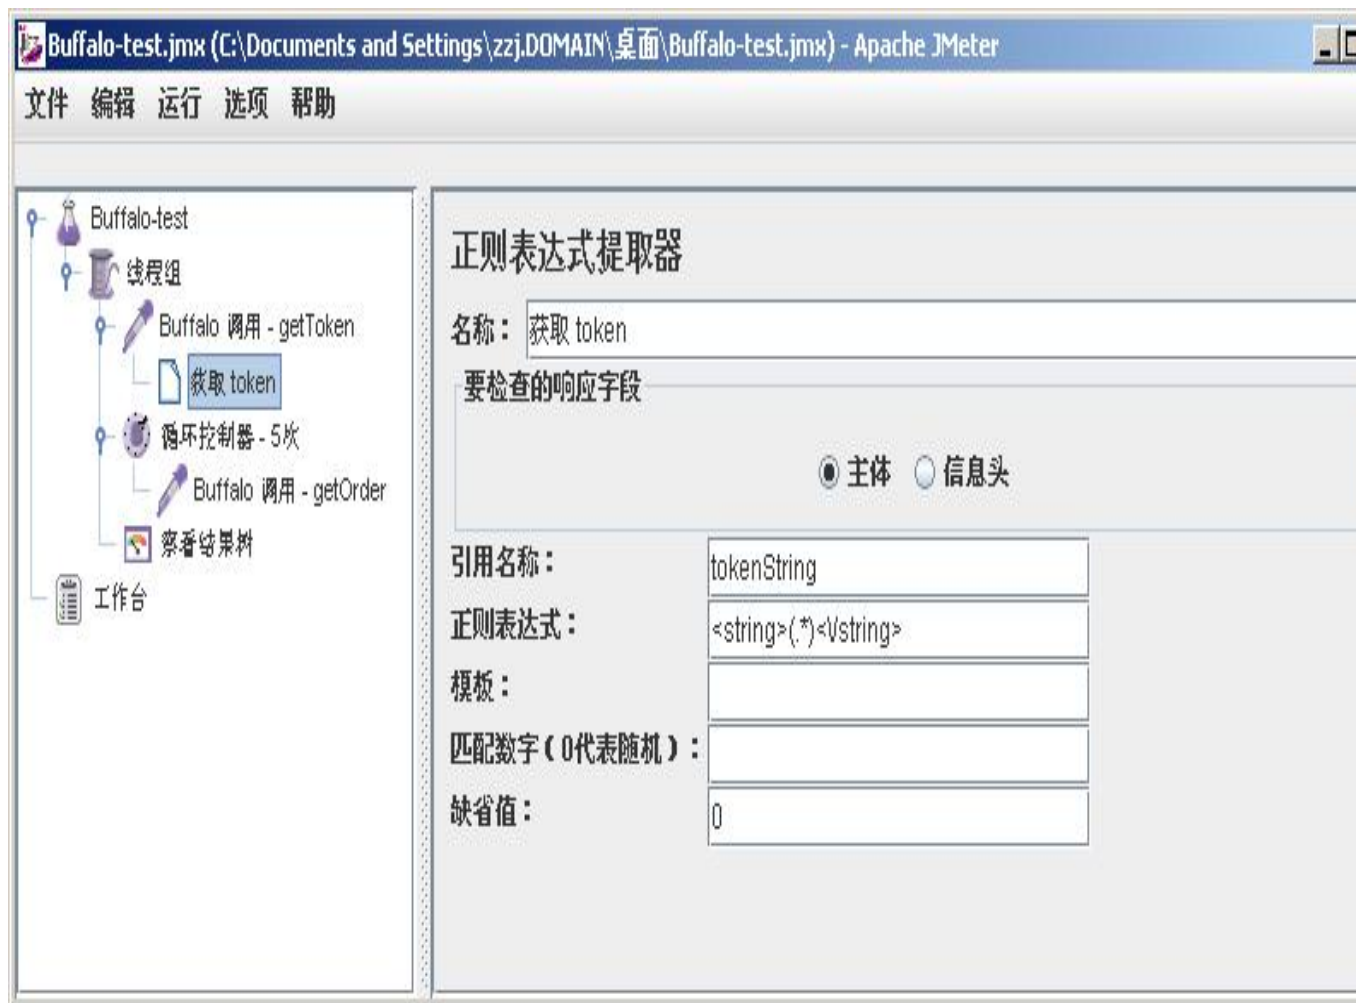 Buffalo-test.jmx (C:\Documents and Settings\zzj.DOMAIN\桌面\Buffalo-test.jmx) - Apache JMeter
文件 编辑 运行 选项 帮助
Buffalo-test
线程组
Buffalo 调用 - getToken
获取 token
循环控制器 - 5次
Buffalo 调用 - getOrder
察看结果树
工作台
正则表达式提取器
名称： 获取 token
要检查的响应字段
主体 信息头
引用名称： tokenString
正则表达式： <string>(.*)<\/string>
模板：
匹配数字（0代表随机）：
缺省值： 0